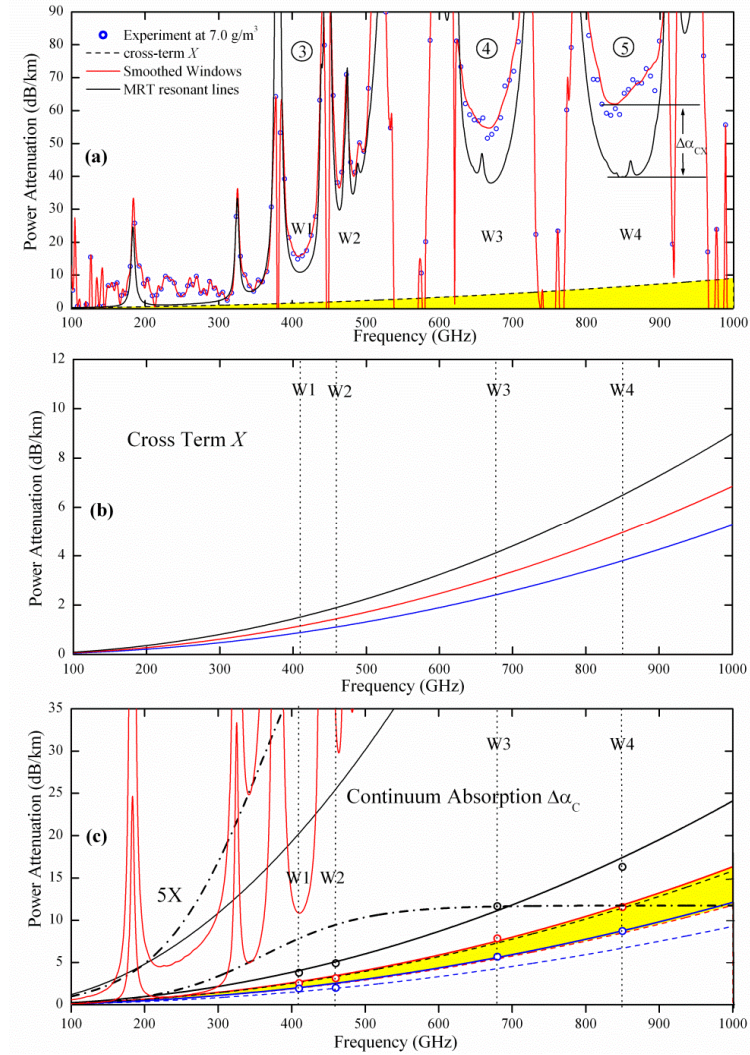 90
80
70
60
50
40
30
20
10
0
Power Attenuation (dB/km)
Experiment at 7.0 g/m³
cross-term X
Smoothed Windows
MRT resonant lines
(a)
③
④
⑤
W1
W2
W3
W4
Δα_CX
100 200 300 400 500 600 700 800 900 1000
Frequency (GHz)
12
10
8
6
4
2
0
Power Attenuation (dB/km)
W1 W2 W3 W4
Cross Term X
(b)
100 200 300 400 500 600 700 800 900 1000
Frequency (GHz)
35
30
25
20
15
10
5
0
Power Attenuation (dB/km)
W3 W4
Continuum Absorption Δα_C
(c)
5X
W1 W2
100 200 300 400 500 600 700 800 900 1000
Frequency (GHz)